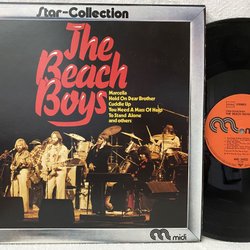 Star-Collection
The
Beach
Boys
Marcella
Hold On Dear Brother
Cuddle Up
You Need A Mess Of Help
To Stand Alone
and others
midi